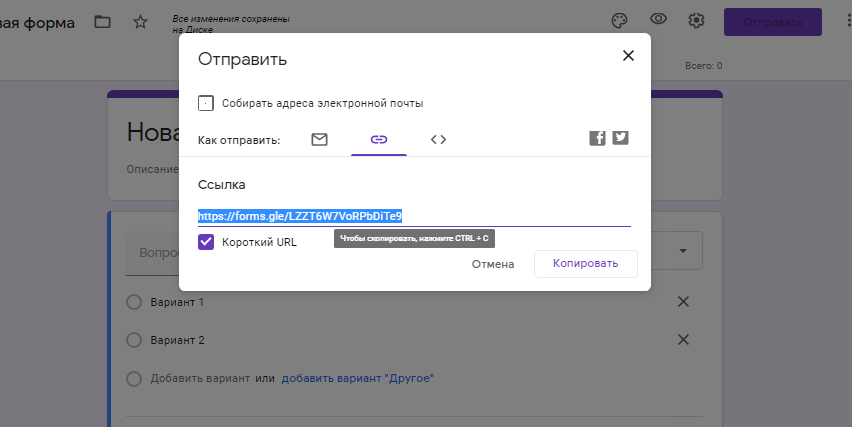 вая форма
Все изменения сохранены
на Диске
Отправить
Всего: 0
Отправить
Собирать адреса электронной почты
Как отправить:
Нова
Описание
Ссылка
https://forms.gle/LZZT6W7VoRPbDiTe9
Чтобы скопировать, нажмите CTRL + C
Короткий URL
Вопрос
Отмена
Копировать
Вариант 1
Вариант 2
Добавить вариант или добавить вариант "Другое"